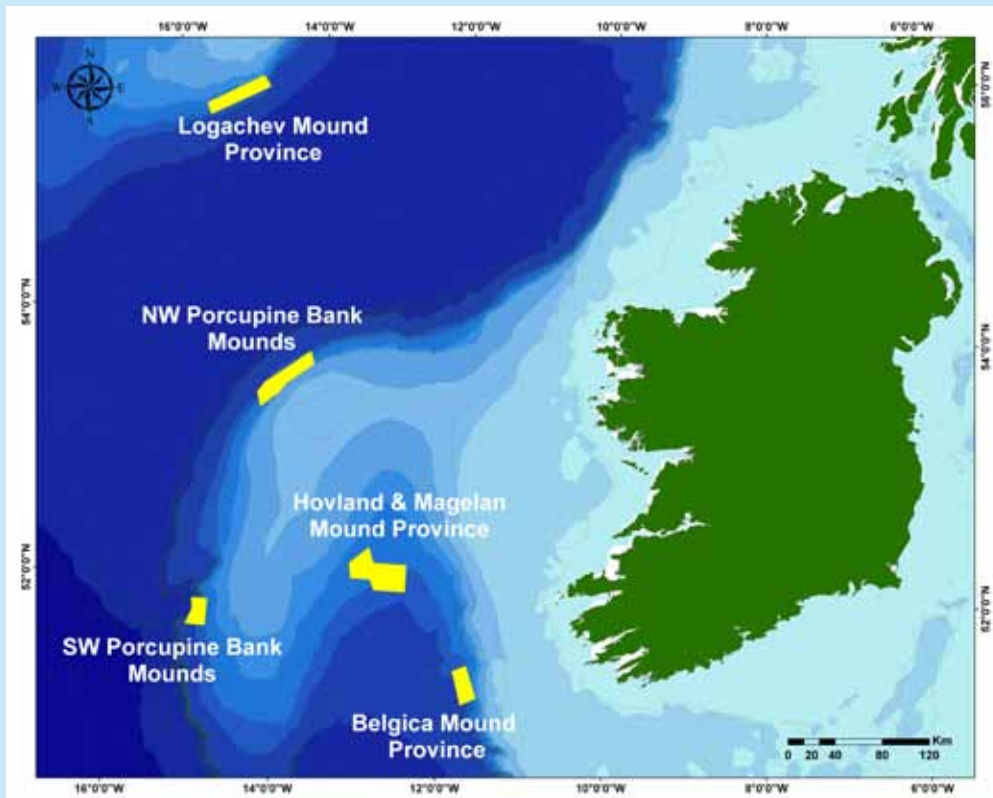 16°0'0"W 14°0'0"W 12°0'0"W 10°0'0"W 8°0'0"W 6°0'0"W
N
W E
S
Logachev Mound
Province
56°0'0"N
NW Porcupine Bank
Mounds
54°0'0"N 54°0'0"N
Hovland & Magelan
Mound Province
52°0'0"N 52°0'0"N
SW Porcupine Bank
Mounds
Belgica Mound
Province
Km
0 20 40 80 120
16°0'0"W 14°0'0"W 12°0'0"W 10°0'0"W 8°0'0"W 6°0'0"W